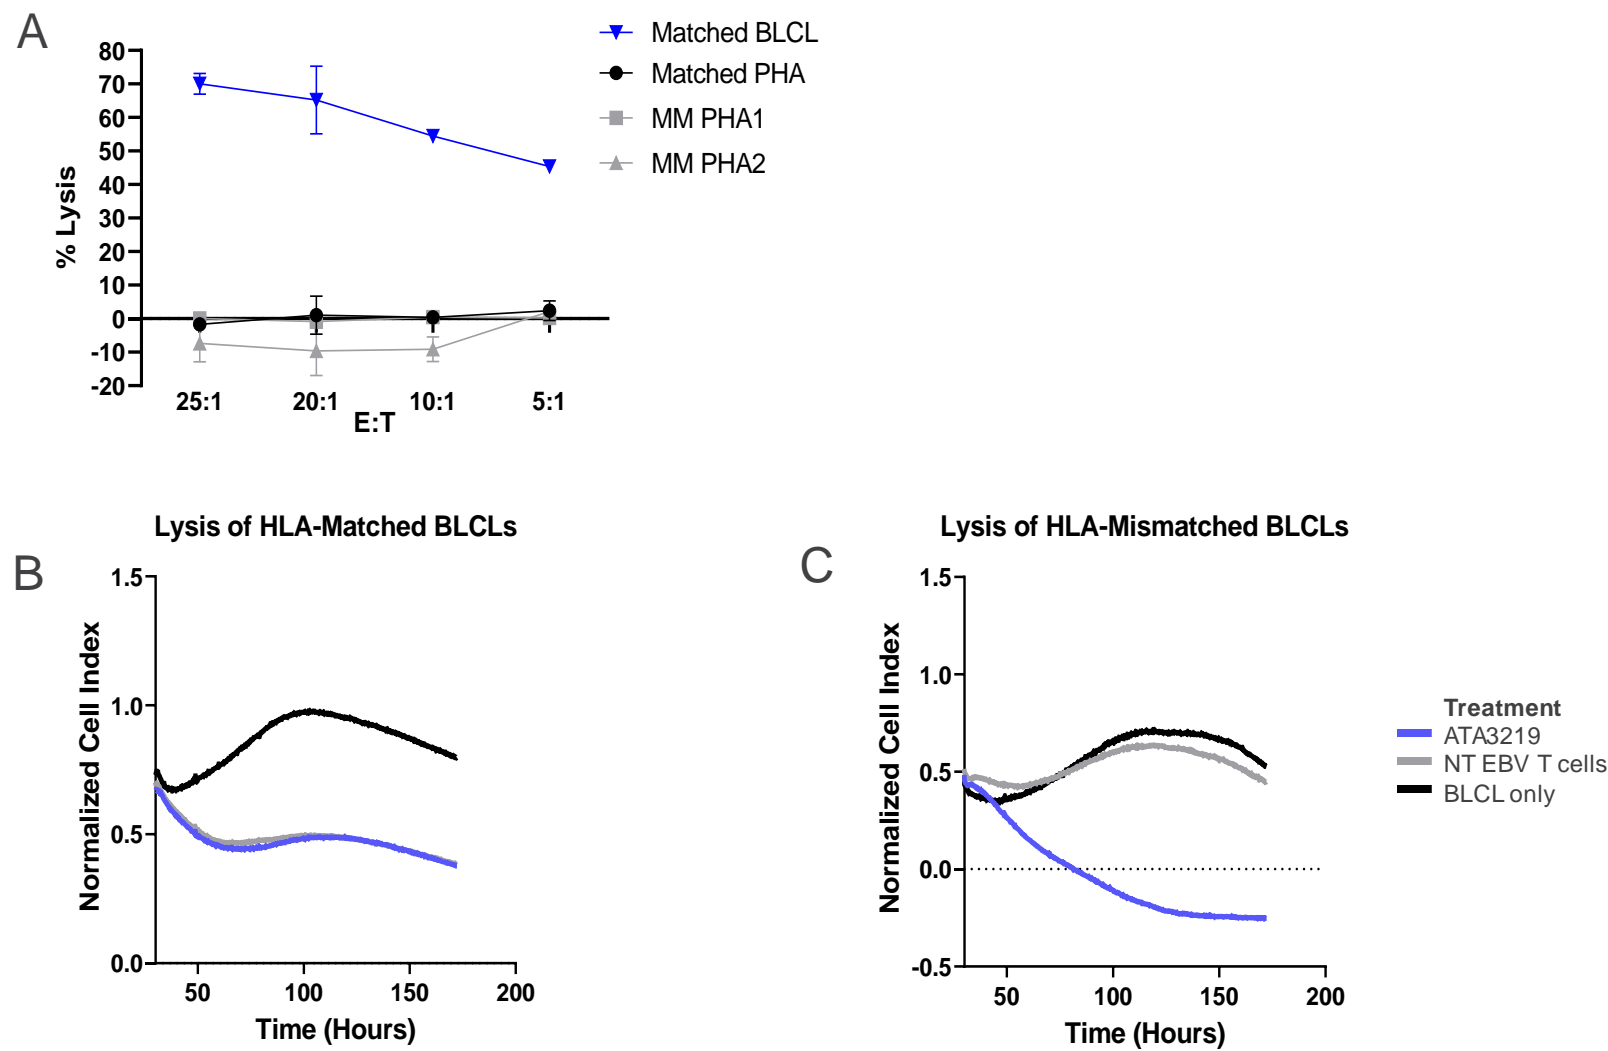 A
Matched BLCL
Matched PHA
MM PHA1
MM PHA2
% Lysis
80
70
60
50
40
30
20
10
0
-10
-20
25:1
20:1
10:1
5:1
E:T
B
Lysis of HLA-Matched BLCLs
Normalized Cell Index
1.5
1.0
0.5
0.0
50
100
150
200
Time (Hours)
C
Lysis of HLA-Mismatched BLCLs
Normalized Cell Index
1.5
1.0
0.5
0.0
-0.5
50
100
150
200
Time (Hours)
Treatment
ATA3219
NT EBV T cells
BLCL only